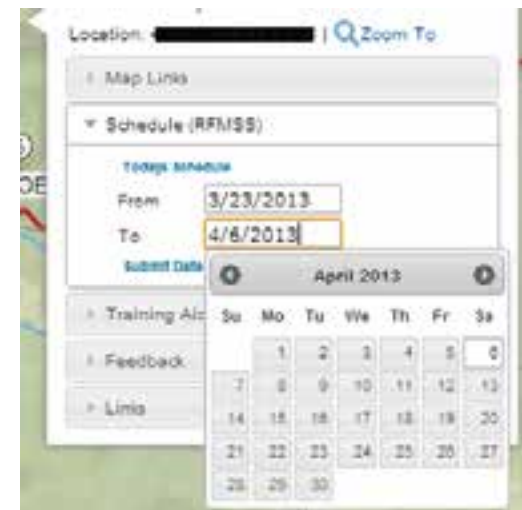 Location: | Zoom To
Map Links
Schedule (RFMSS)
Todays Schedule
From 3/23/2013
To 4/6/2013
Submit Date
April 2013
Training Aid
Su Mo Tu We Th Fr Sa
1 2 3 4 5 6
Feedback
7 8 9 10 11 12 13
Links
14 15 16 17 18 19 20
21 22 23 24 25 26 27
28 29 30